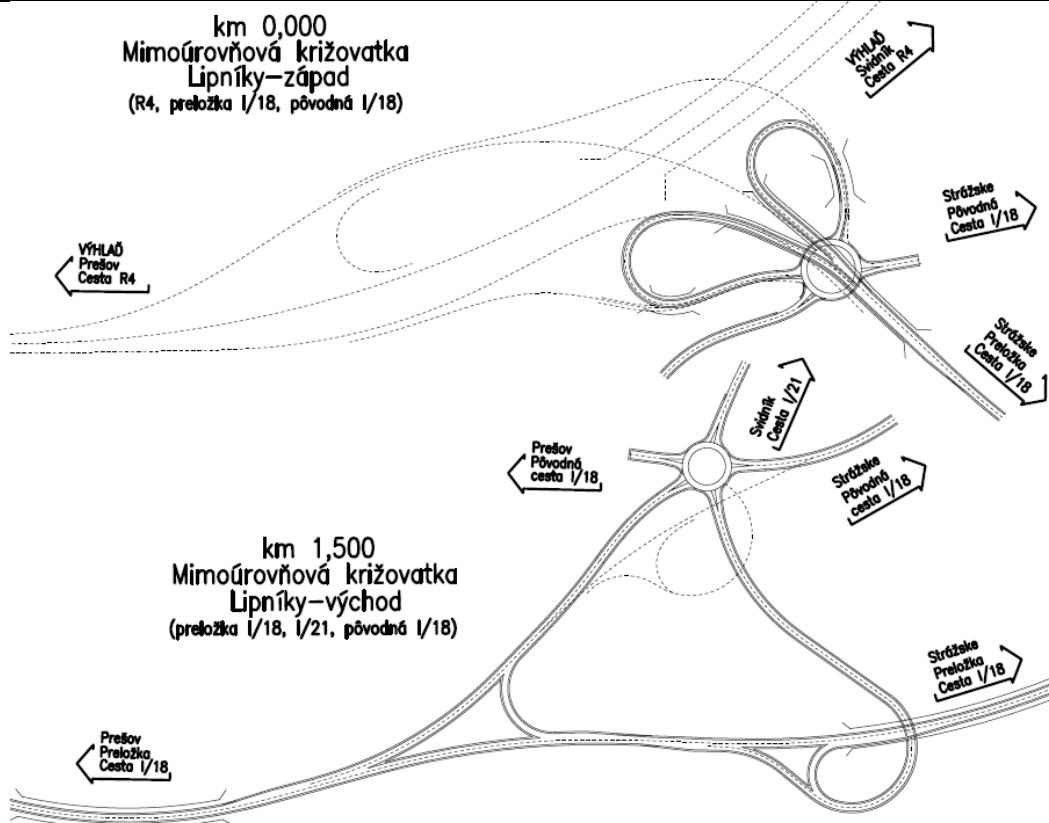 km 0,000
Mimoúrovňová križovatka
Lipníky-západ
(R4, preložka I/18, pôvodná I/18)
VÝHLAĎ
Svidník
Cesta R4
Strážske
Pôvodná
Cesta I/18
VÝHLAĎ
Prešov
Cesta R4
Strážske
Preložka
Cesta I/18
Svidník
Cesta I/21
Prešov
Pôvodná
cesta I/18
Strážske
Pôvodná
cesta I/18
km 1,500
Mimoúrovňová križovatka
Lipníky-východ
(preložka I/18, I/21, pôvodná I/18)
Strážske
Preložka
Cesta I/18
Prešov
Preložka
Cesta I/18